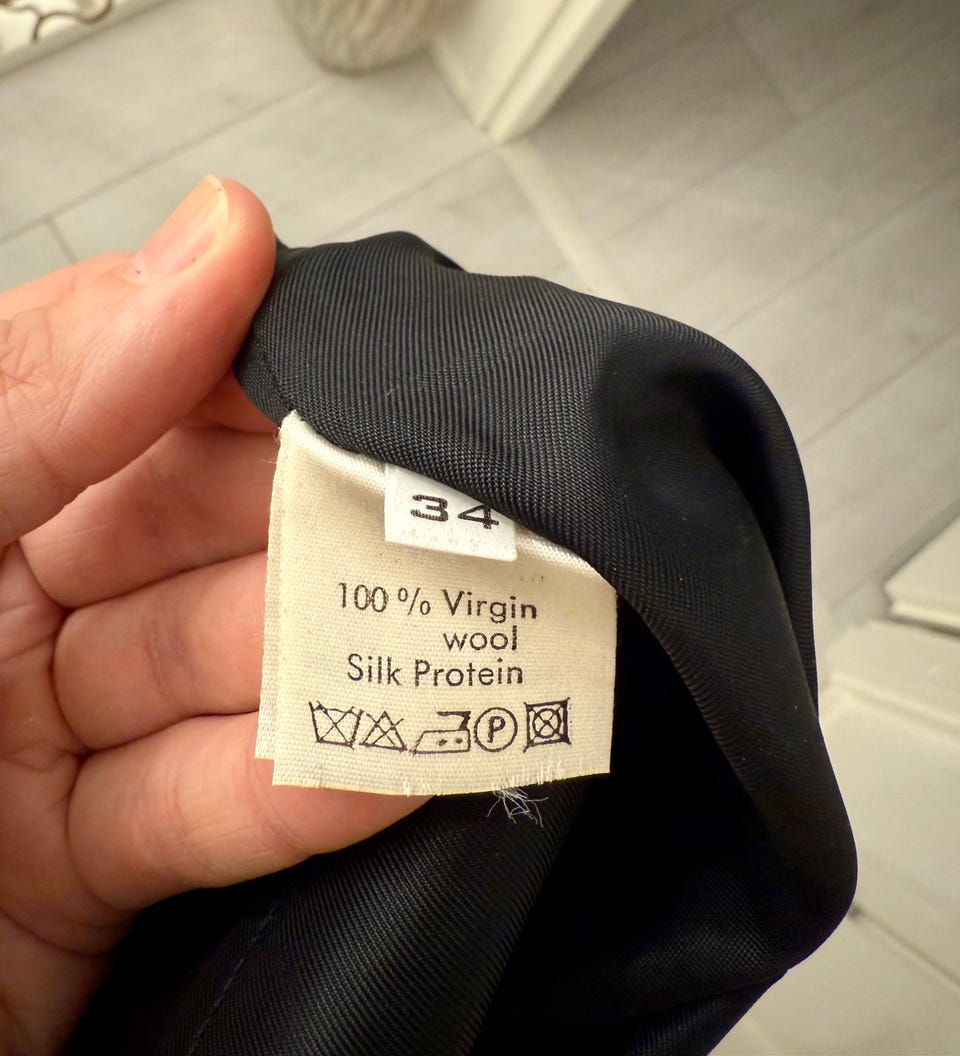 34
100 % Virgin
wool
Silk Protein
P